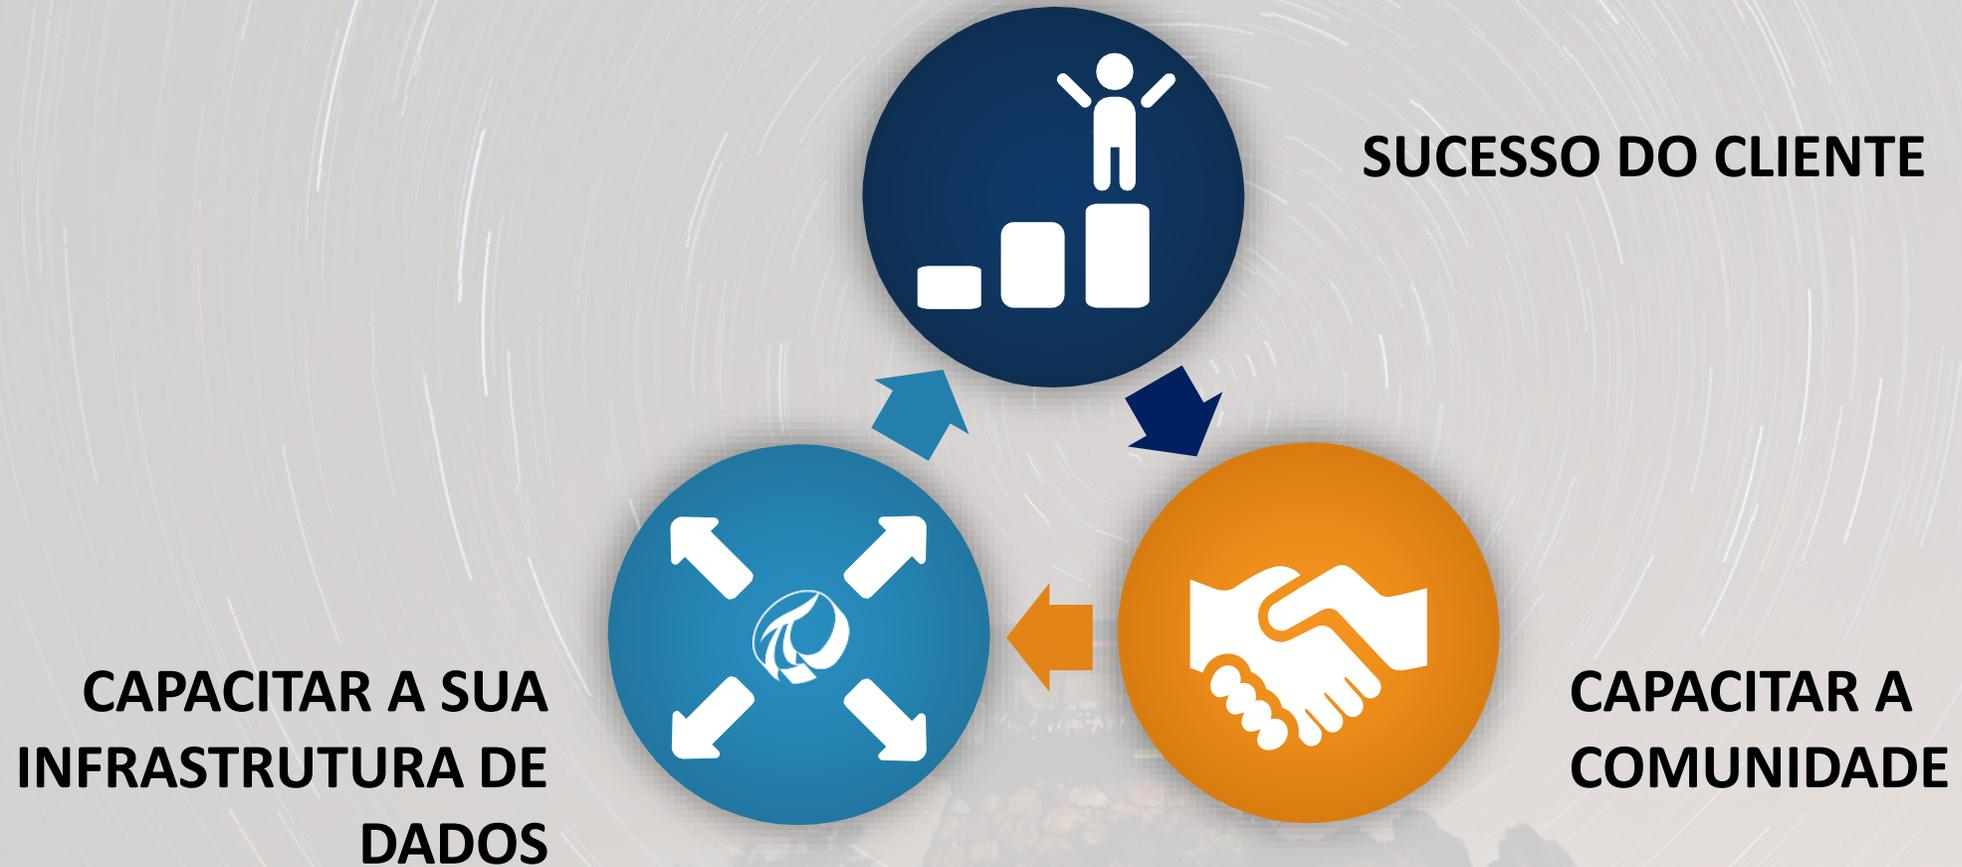 SUCESSO DO CLIENTE
CAPACITAR A SUA
INFRASTRUTURA DE
DADOS
CAPACITAR A
COMUNIDADE